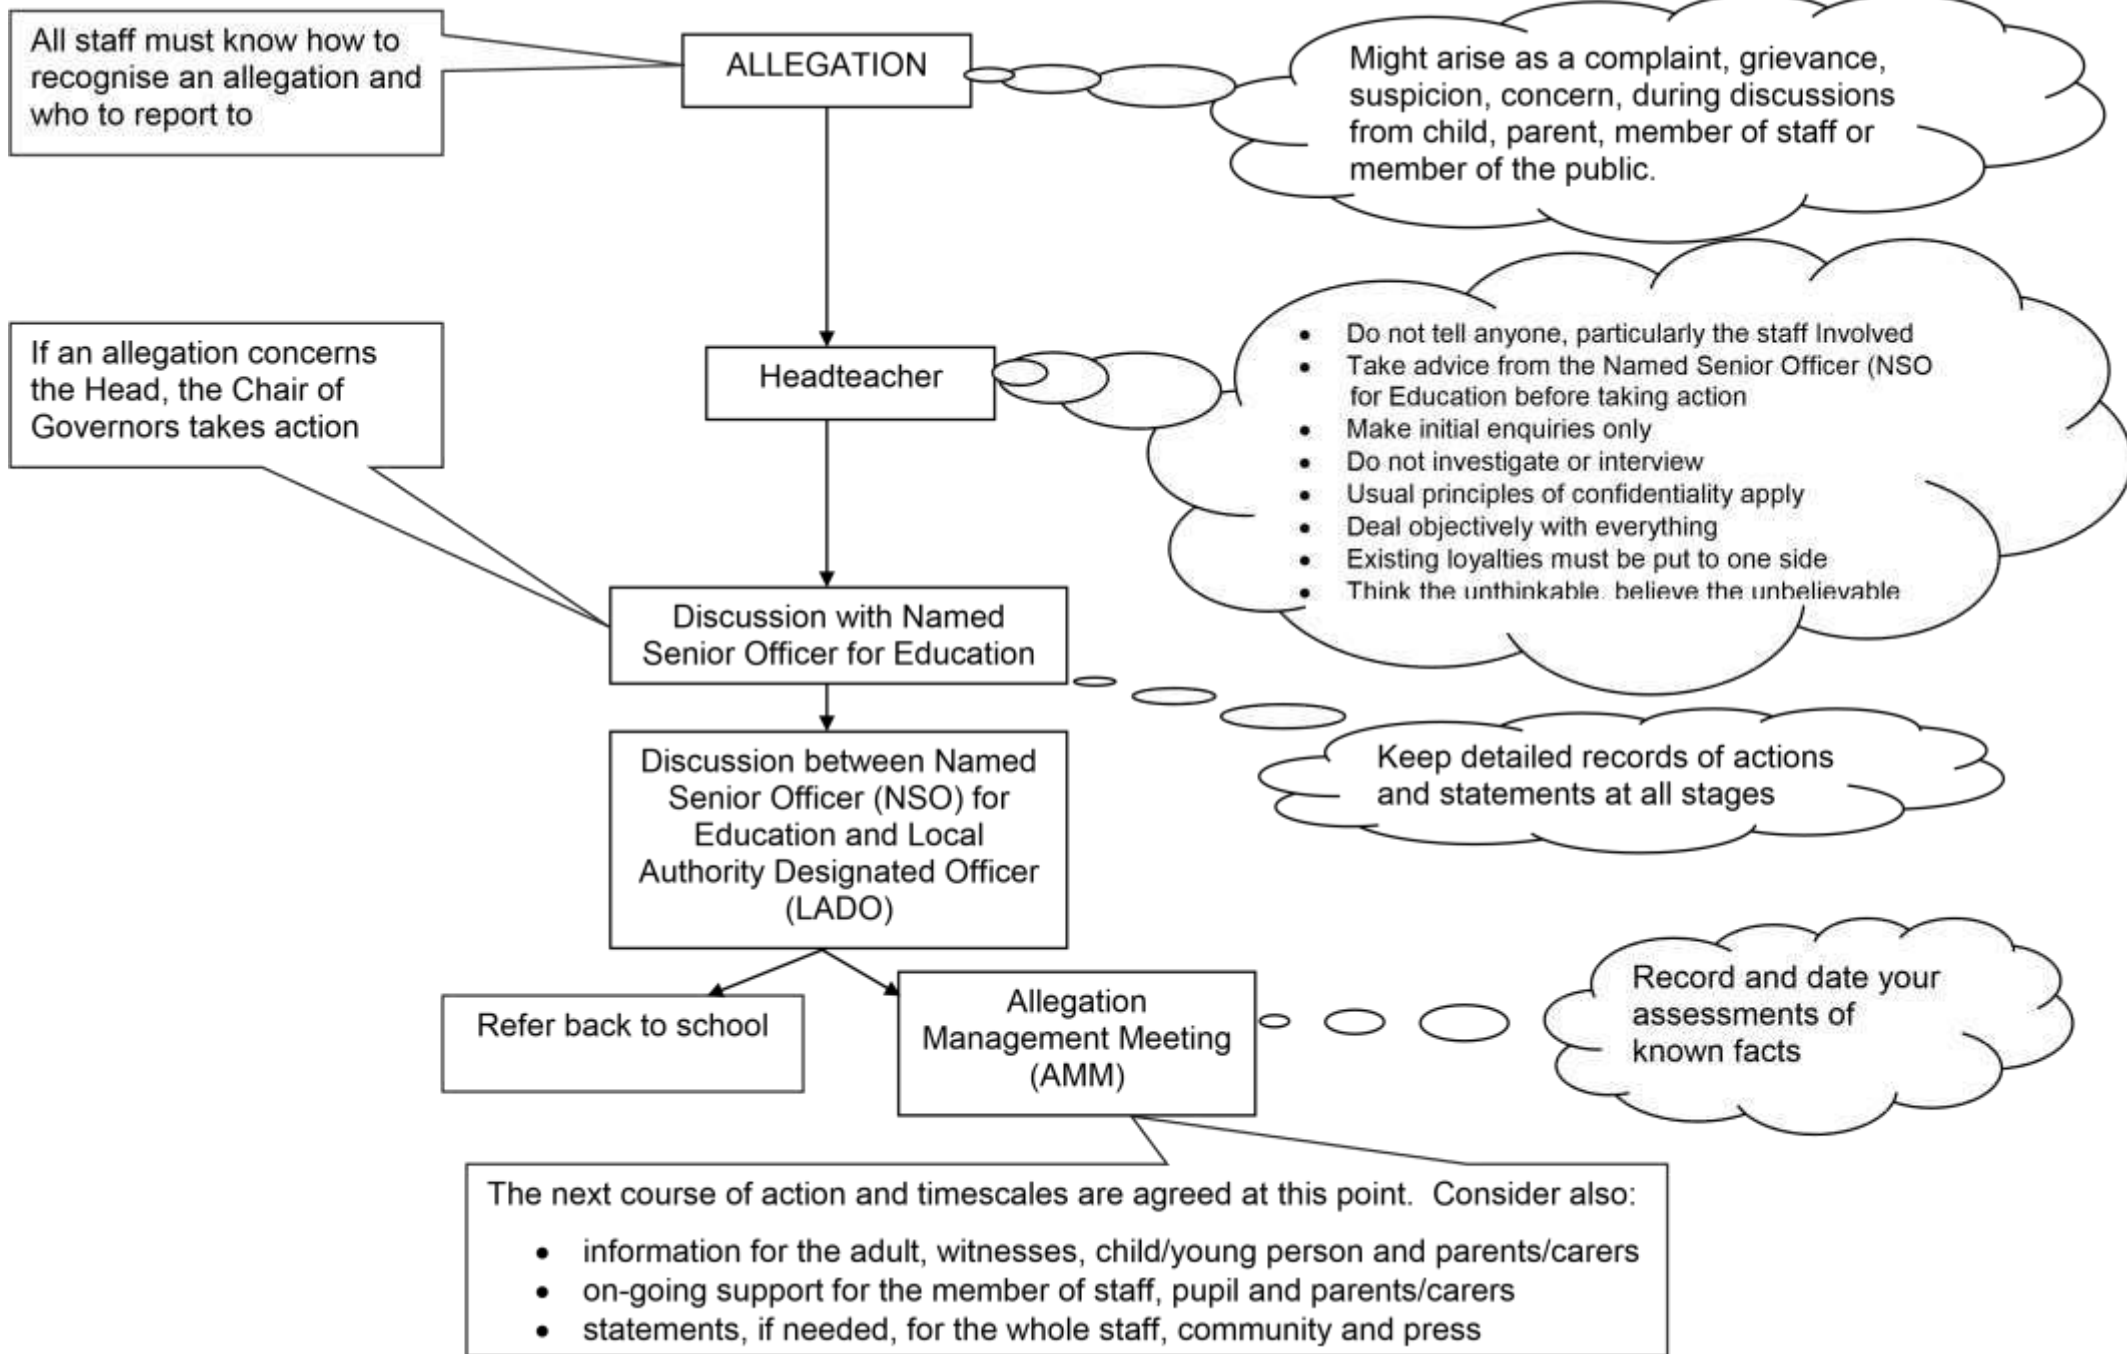 All staff must know how to
recognise an allegation and
who to report to
ALLEGATION
Might arise as a complaint, grievance,
suspicion, concern, during discussions
from child, parent, member of staff or
member of the public.
If an allegation concerns
the Head, the Chair of
Governors takes action
Headteacher
• Do not tell anyone, particularly the staff Involved
• Take advice from the Named Senior Officer (NSO
for Education before taking action
• Make initial enquiries only
• Do not investigate or interview
• Usual principles of confidentiality apply
• Deal objectively with everything
• Existing loyalties must be put to one side
• Think the unthinkable, believe the unbelievable
Discussion with Named
Senior Officer for Education
Discussion between Named
Senior Officer (NSO) for
Education and Local
Authority Designated Officer
(LADO)
Keep detailed records of actions
and statements at all stages
Refer back to school
Allegation
Management Meeting
(AMM)
Record and date your
assessments of
known facts
The next course of action and timescales are agreed at this point.  Consider also:
• information for the adult, witnesses, child/young person and parents/carers
• on-going support for the member of staff, pupil and parents/carers
• statements, if needed, for the whole staff, community and press